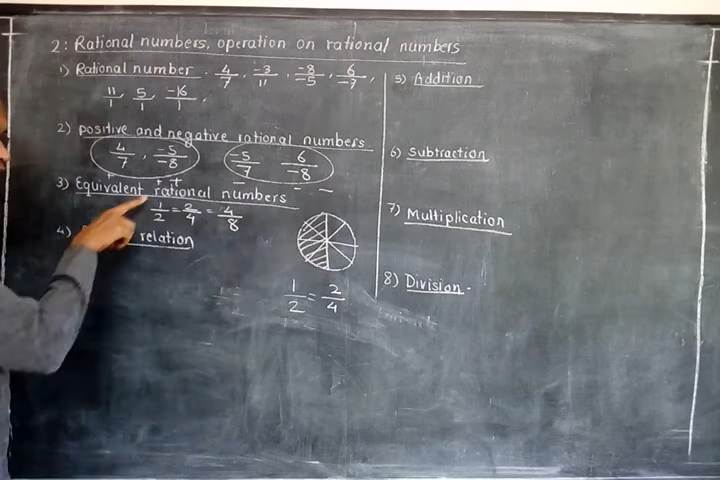 2: Rational numbers, operation on rational numbers
1) Rational number. 4/7, -3/11, -8/-5, 6/-7,
11/1, 5/1, -16/1,
2) positive and negative rational numbers
4/7, -5/-8 -5/7 6/-8
+ + + - - -
3) Equivalent rational numbers
1/2 = 2/4 = 4/8
4) relation
1/2 = 2/4
5) Addition
6) Subtraction
7) Multiplication
8) Division.